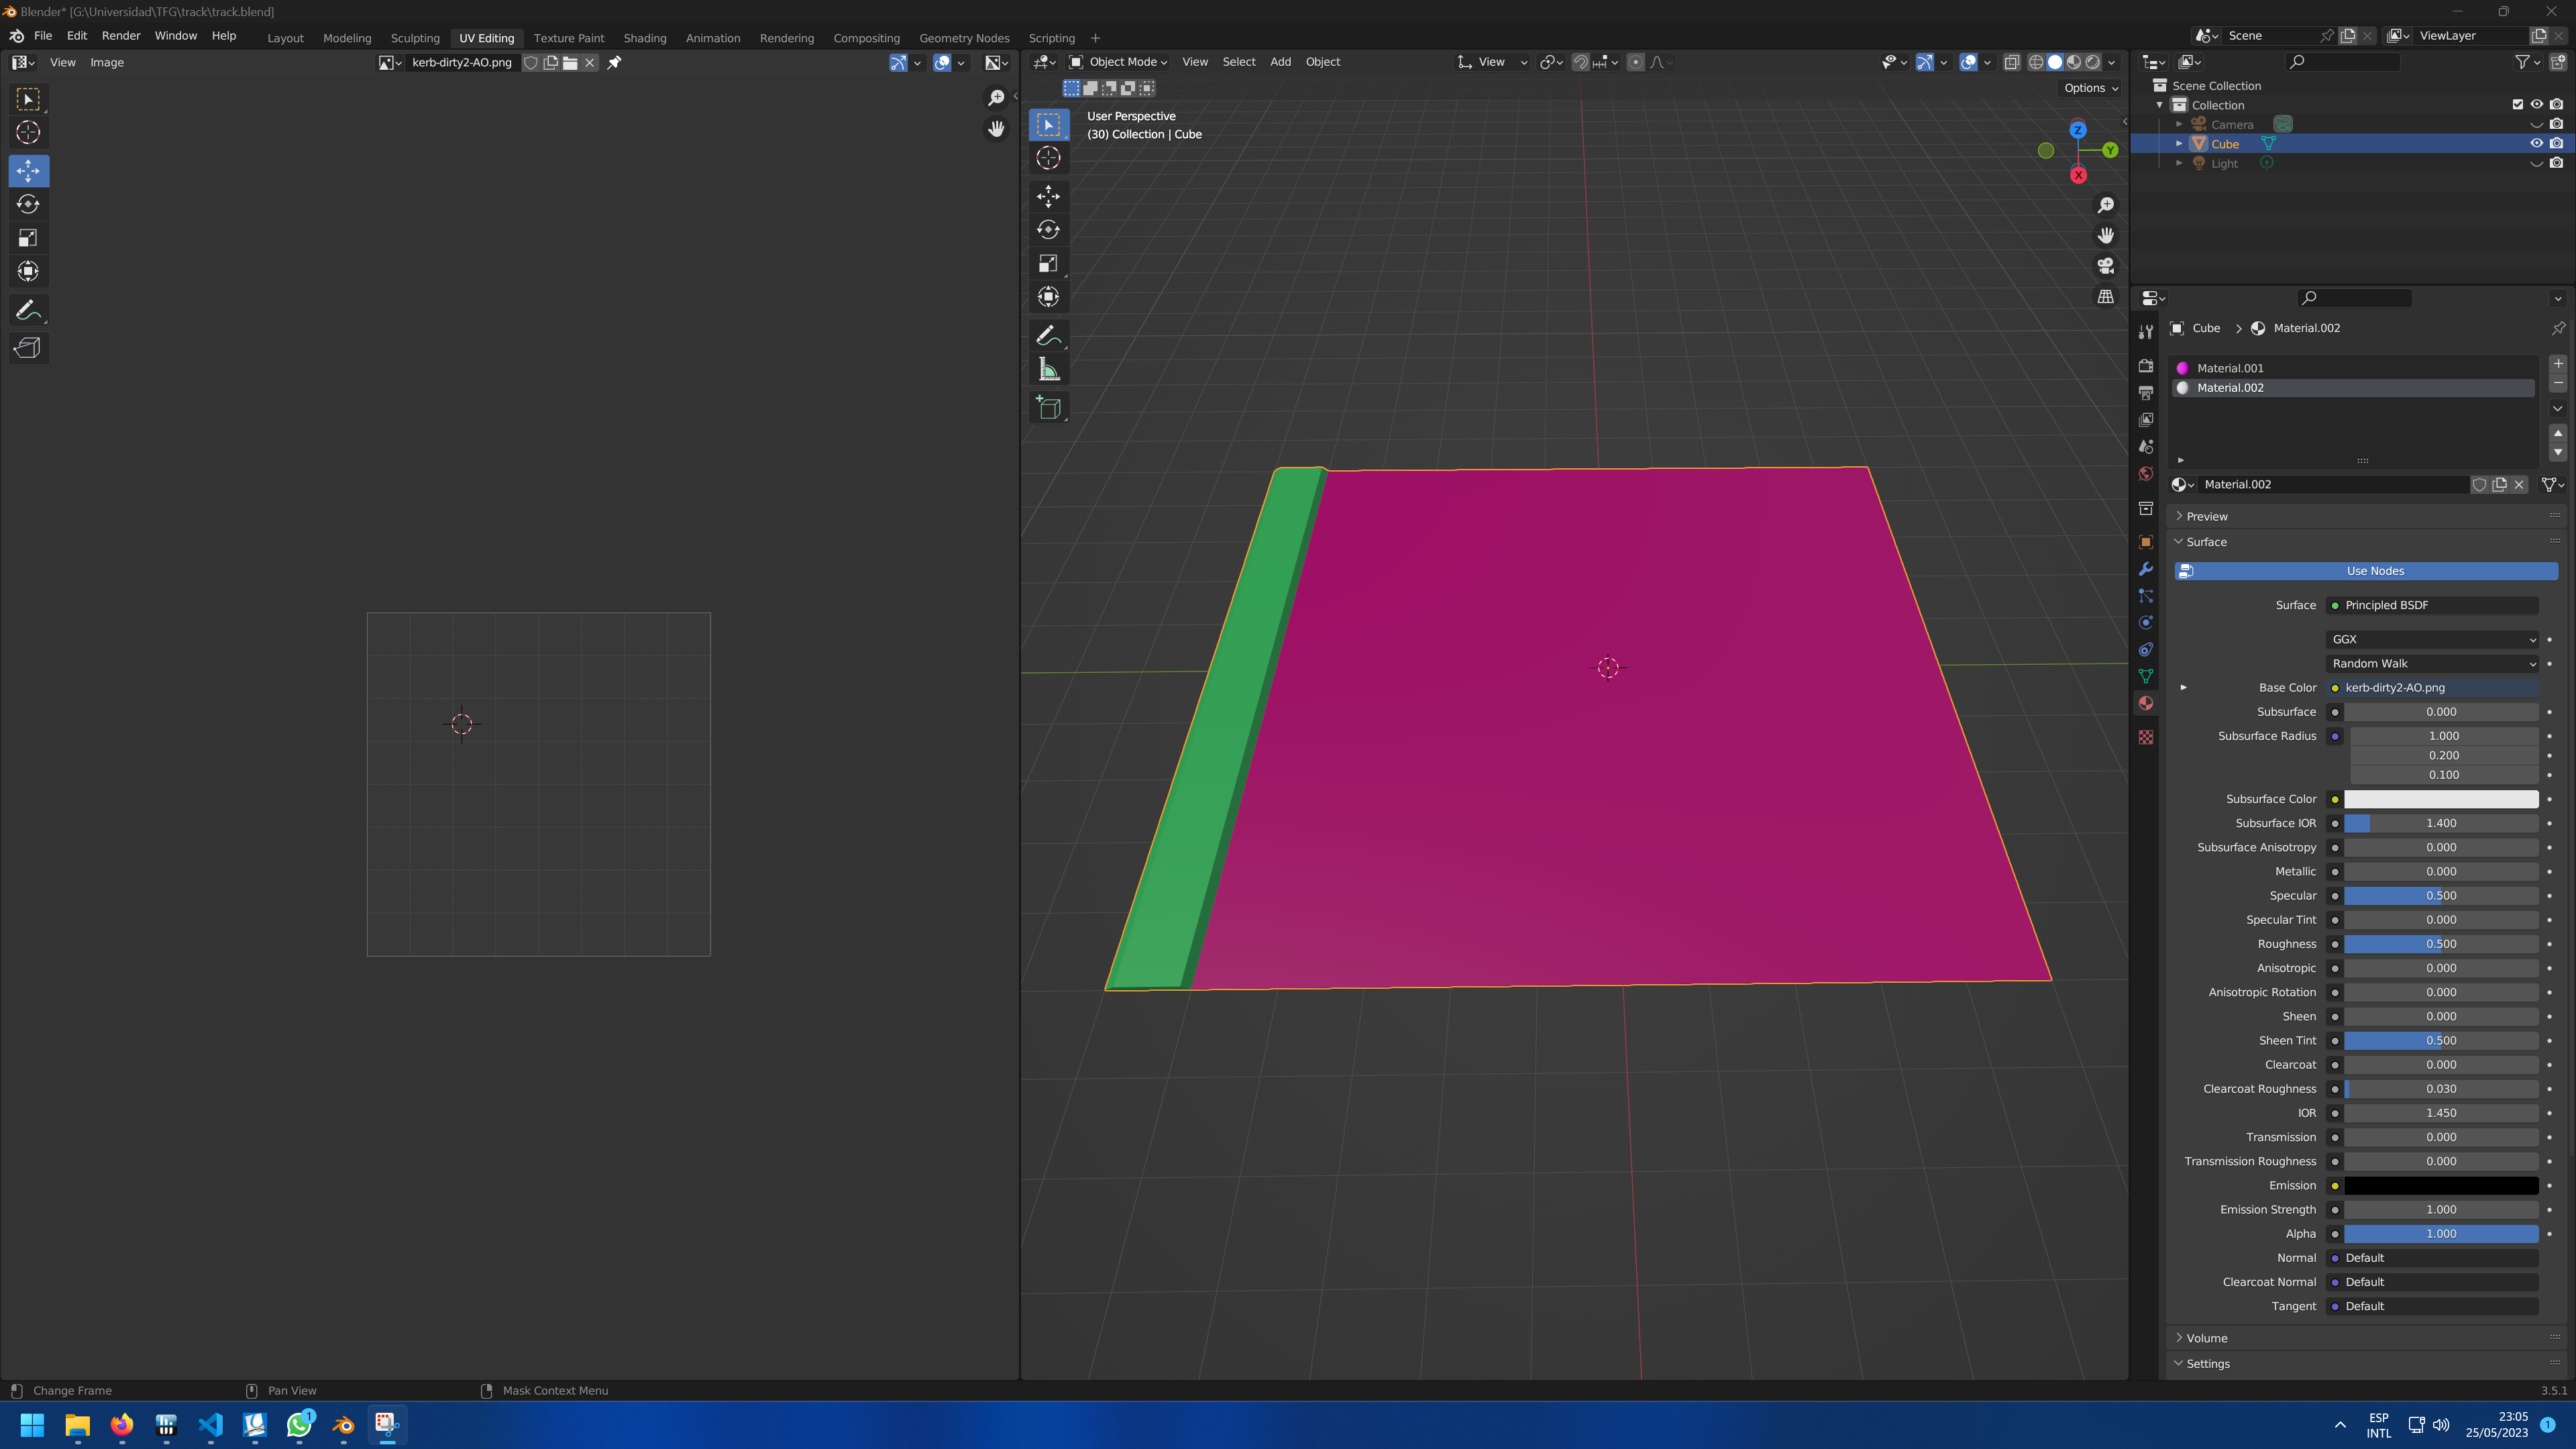 Blender* [G:\Universidad\TFG\track\track.blend]
File Edit Render Window Help Layout Modeling Sculpting UV Editing Texture Paint Shading Animation Rendering Compositing Geometry Nodes Scripting + Scene ViewLayer
View Image kerb-dirty2-AO.png Object Mode View Select Add Object View
Options
User Perspective
(30) Collection | Cube
Z
Y
X
Scene Collection
Collection
Camera
Cube
Light
Cube > Material.002
Material.001
Material.002
Material.002
Preview
Surface
Use Nodes
Surface Principled BSDF
GGX
Random Walk
Base Color kerb-dirty2-AO.png
Subsurface 0.000
Subsurface Radius 1.000
0.200
0.100
Subsurface Color
Subsurface IOR 1.400
Subsurface Anisotropy 0.000
Metallic 0.000
Specular 0.500
Specular Tint 0.000
Roughness 0.500
Anisotropic 0.000
Anisotropic Rotation 0.000
Sheen 0.000
Sheen Tint 0.500
Clearcoat 0.000
Clearcoat Roughness 0.030
IOR 1.450
Transmission 0.000
Transmission Roughness 0.000
Emission
Emission Strength 1.000
Alpha 1.000
Normal Default
Clearcoat Normal Default
Tangent Default
Volume
Settings
Change Frame Pan View Mask Context Menu 3.5.1
1
ESP
INTL
23:05
25/05/2023
1